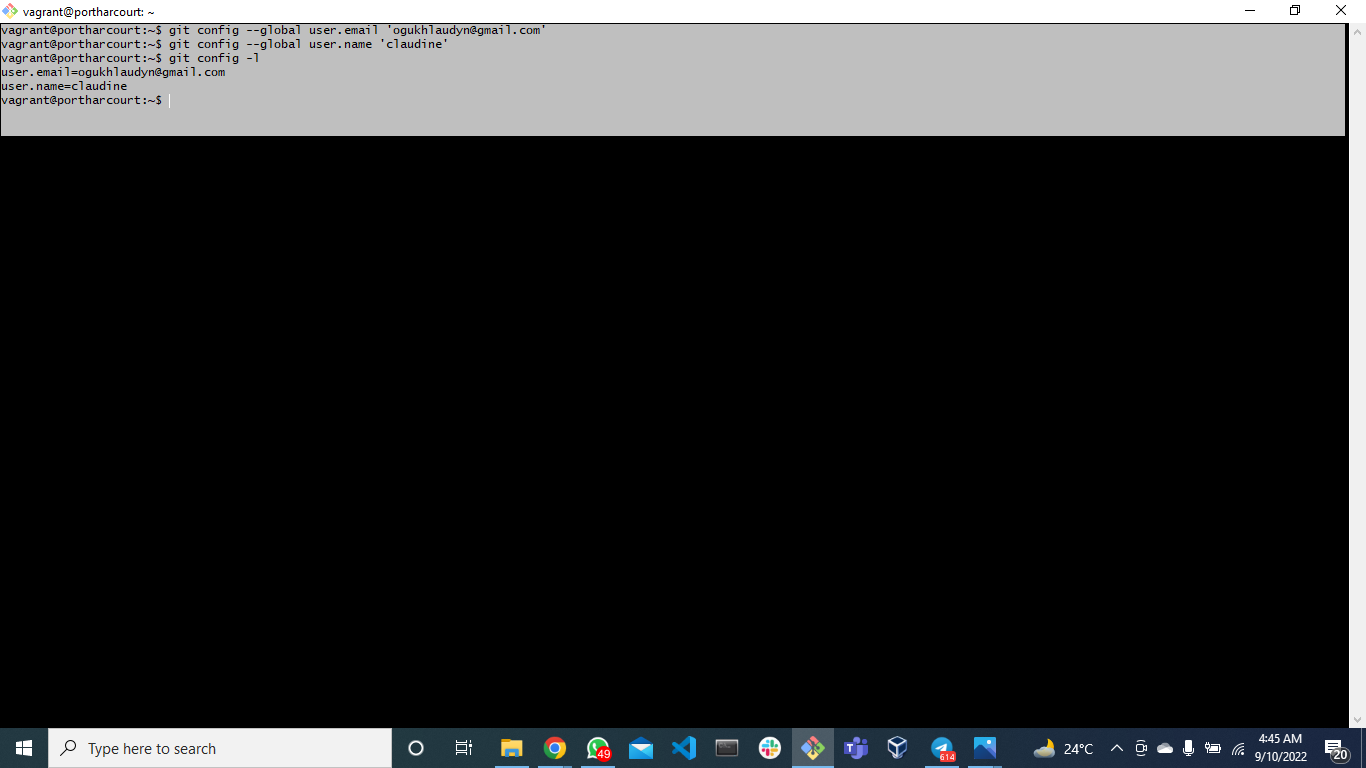 vagrant@portharcourt: ~
vagrant@portharcourt:~$ git config --global user.email 'ogukhlaudyn@gmail.com'
vagrant@portharcourt:~$ git config --global user.name 'claudine'
vagrant@portharcourt:~$ git config -l
user.email=ogukhlaudyn@gmail.com
user.name=claudine
vagrant@portharcourt:~$
Type here to search
49
614
24°C
4:45 AM
9/10/2022
20